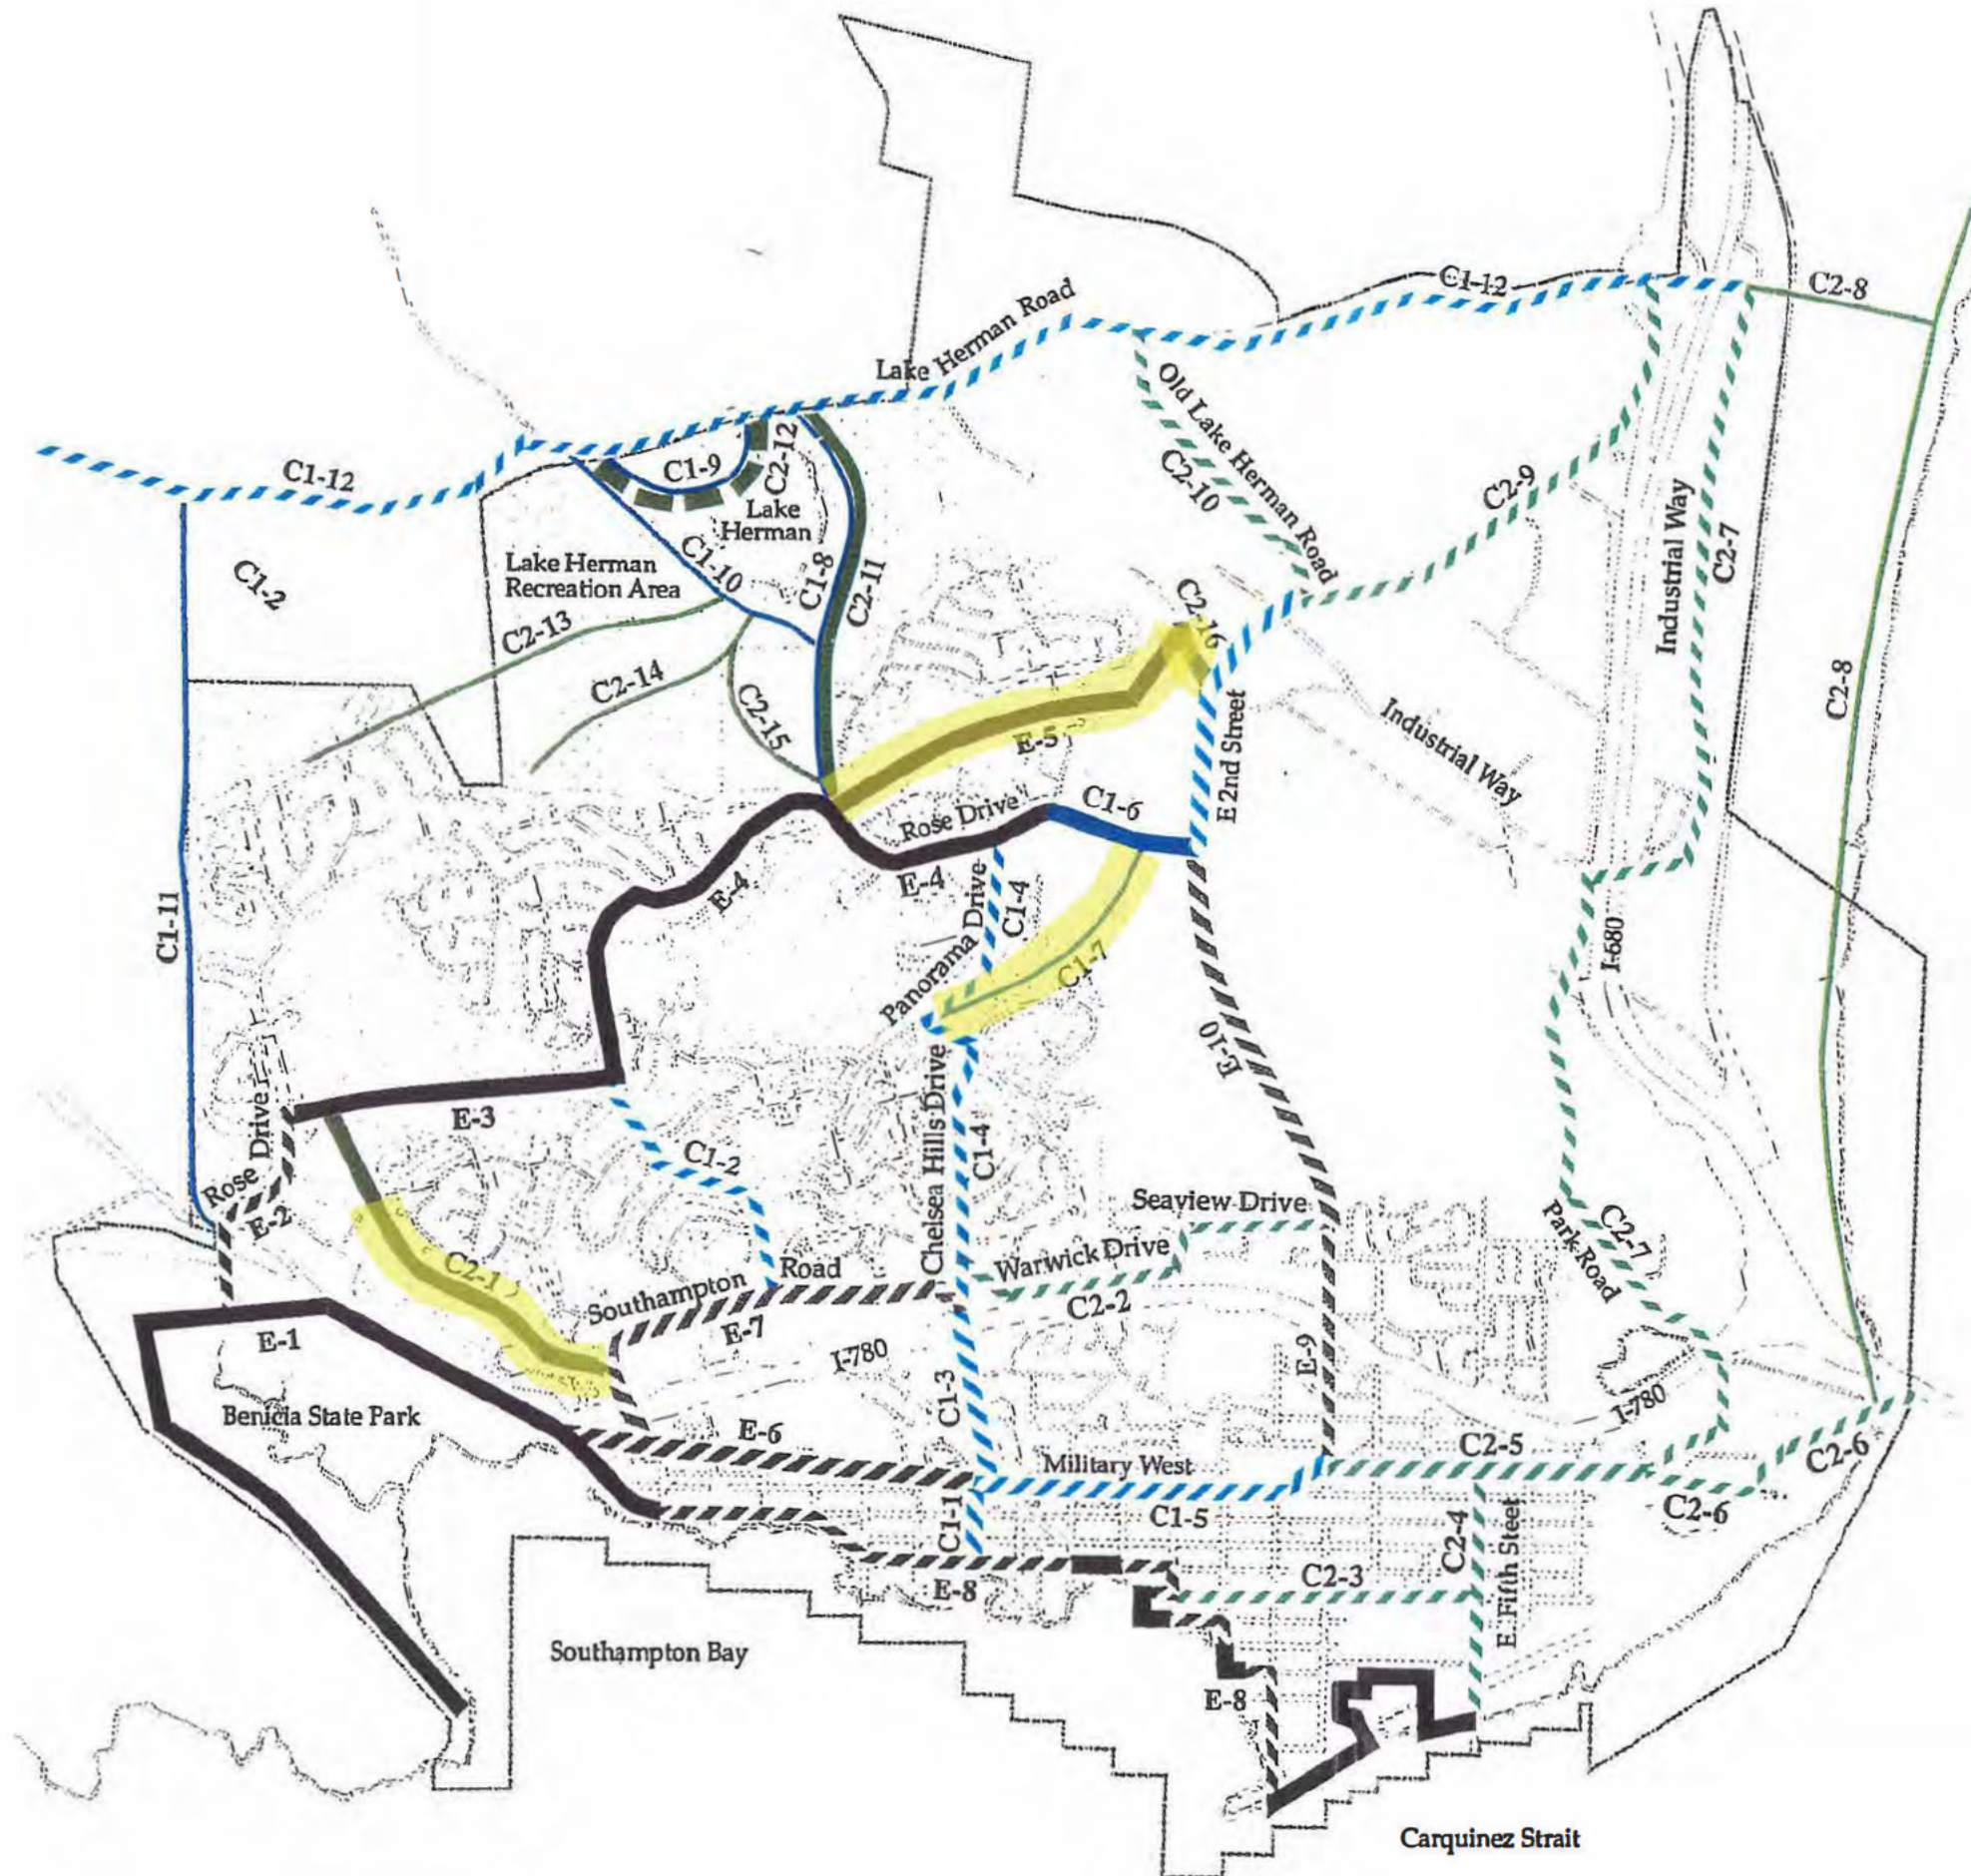 C1-12
C2-8
Lake Herman Road
Old Lake Herman Road
C1-12
C1-9
C2-12
C2-10
C2-9
Industrial Way
C2-7
Lake
Herman
C1-2
Lake Herman
Recreation Area
C1-10
C1-8
C2-11
C2-16
C2-13
C2-14
C2-15
C2-8
E-5
E 2nd Street
Industrial Way
Rose Drive
C1-6
E-4
E-4
C1-11
Panorama Drive
C1-4
C1-7
I-680
E-10
Rose Drive
E-3
C1-2
Chelsea Hills Drive
C1-4
E-2
Seaview Drive
Park Road
C2-7
C2-1
Southampton Road
Warwick Drive
C2-2
E-7
E-1
I-780
E-9
Benicia State Park
C1-3
I-780
E-6
Military West
C2-5
C2-6
C2-6
C1-1
C1-5
C2-4
E. Fifth Steet
C2-3
E-8
Southampton Bay
E-8
Carquinez Strait